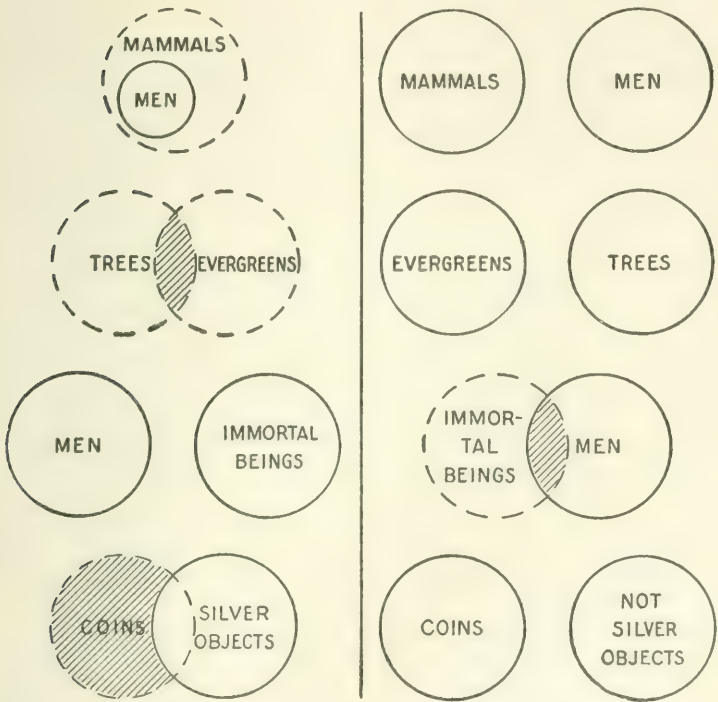 MAMMALS
MEN
MAMMALS
MEN
TREES
EVERGREENS
EVERGREENS
TREES
MEN
IMMORTAL
BEINGS
IMMOR-
TAL
BEINGS
MEN
COINS
SILVER
OBJECTS
COINS
NOT
SILVER
OBJECTS